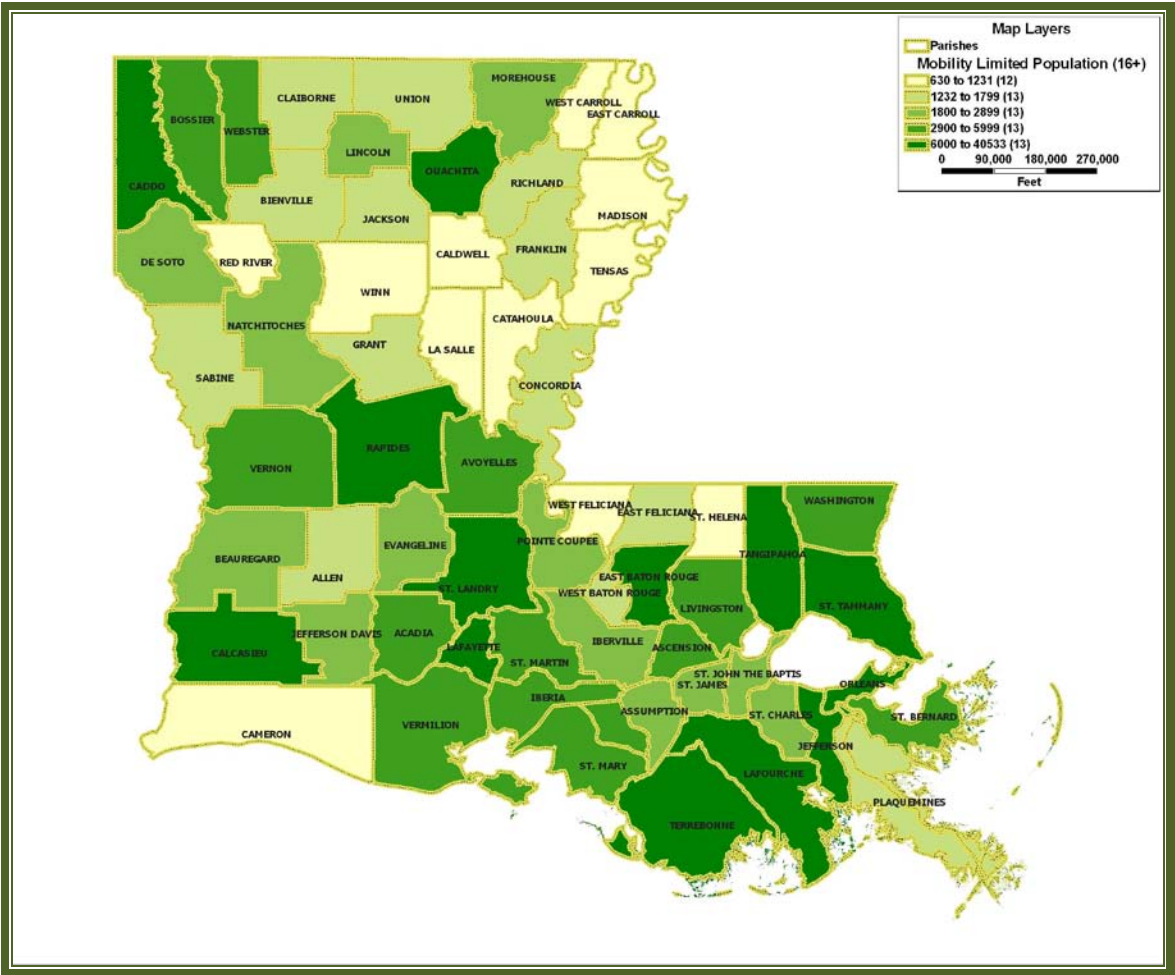 Map Layers
Parishes
Mobility Limited Population (16+)
630 to 1231 (12)
1232 to 1799 (13)
1800 to 2899 (13)
2900 to 5999 (13)
6000 to 40533 (13)
0 90,000 180,000 270,000
Feet
MOREHOUSE
CLAIBORNE
UNION
WEST CARROLL
EAST CARROLL
BOSSIER
WEBSTER
LINCOLN
OUACHITA
CADDO
RICHLAND
BIENVILLE
JACKSON
MADISON
DE SOTO
RED RIVER
CALDWELL
FRANKLIN
TENSAS
WINN
CATAHOULA
NATCHITOCHES
GRANT
LA SALLE
SABINE
CONCORDIA
RAPIDES
VERNON
AVOYELLES
WEST FELICIANA
EAST FELICIANA
ST. HELENA
WASHINGTON
BEAUREGARD
EVANGELINE
POINTE COUPEE
TANGIPAHOA
ALLEN
ST. LANDRY
EAST BATON ROUGE
WEST BATON ROUGE
LIVINGSTON
ST. TAMMANY
JEFFERSON DAVIS
ACADIA
LAFAYETTE
IBERVILLE
ASCENSION
CALCASIEU
ST. MARTIN
ST. JOHN THE BAPTIS
ST. JAMES
ORLEANS
IBERIA
ASSUMPTION
ST. CHARLES
ST. BERNARD
CAMERON
VERMILION
JEFFERSON
ST. MARY
LAFOURCHE
PLAQUEMINES
TERREBONNE